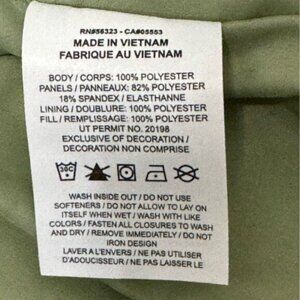 RN#56323 - CA#05553
MADE IN VIETNAM
FABRIQUE AU VIETNAM
BODY / CORPS: 100% POLYESTER
PANELS / PANNEAUX: 82% POLYESTER
18% SPANDEX / ELASTHANNE
LINING / DOUBLURE: 100% POLYESTER
FILL / REMPLISSAGE: 100% POLYESTER
UT PERMIT NO. 20198
EXCLUSIVE OF DECORATION /
DECORATION NON COMPRISE
30C
WASH INSIDE OUT / DO NOT USE
SOFTENERS / DO NOT ALLOW TO LAY ON
ITSELF WHEN WET / WASH WITH LIKE
COLORS / FASTEN ALL CLOSURES TO WASH
AND DRY / REMOVE IMMEDIATELY FROM
DRYER
LAVER A L'ENVERS / NE PAS UTILISER
D'ADOUCISSEUR / NE PAS LAISSER LE